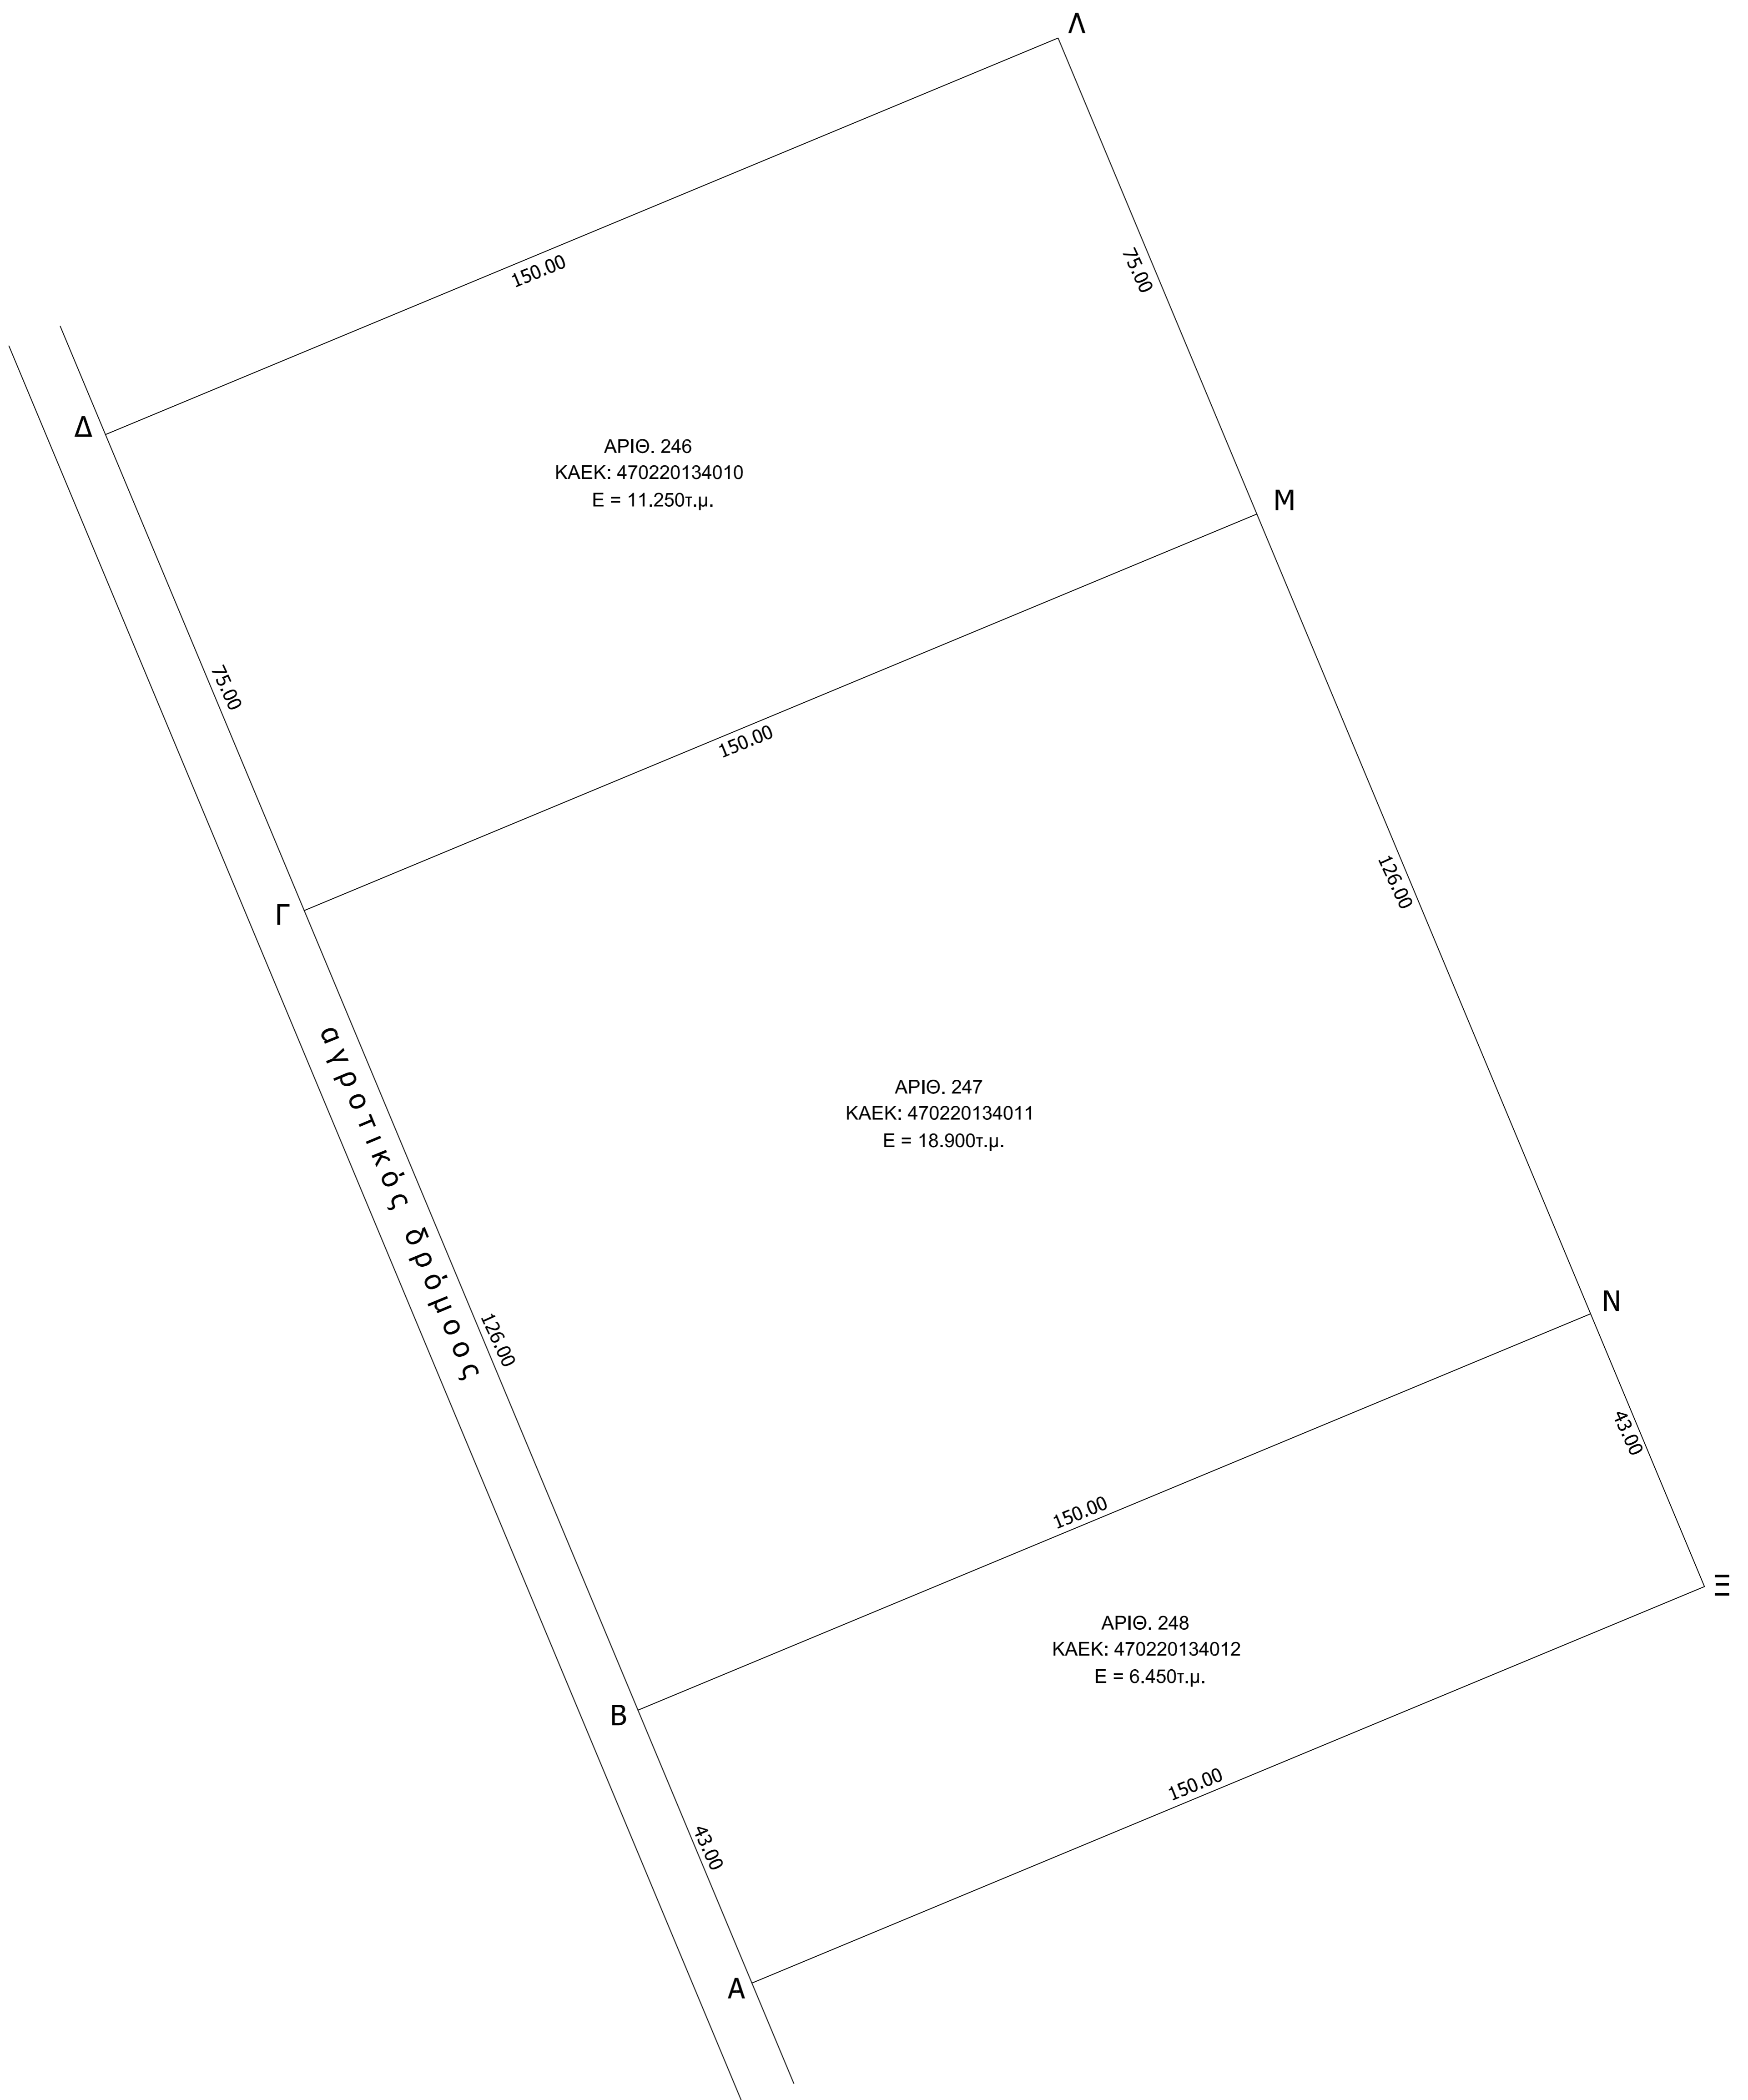 Λ
150.00
75.00
Δ
ΑΡΙΘ. 246
ΚΑΕΚ: 470220134010
Ε = 11.250τ.μ.
Μ
75.00
150.00
126.00
Γ
αγροτικός δρόμοος
ΑΡΙΘ. 247
ΚΑΕΚ: 470220134011
Ε = 18.900τ.μ.
126.00
Ν
43.00
150.00
Ξ
ΑΡΙΘ. 248
ΚΑΕΚ: 470220134012
Ε = 6.450τ.μ.
Β
150.00
43.00
Α